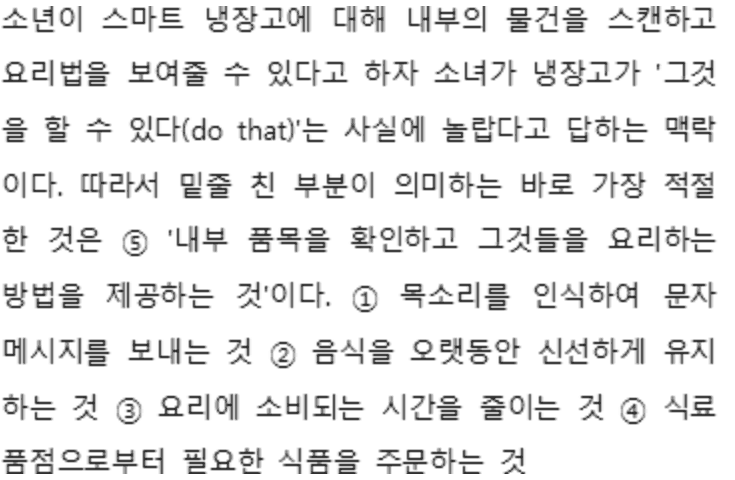 소년이 스마트 냉장고에 대해 내부의 물건을 스캔하고
요리법을 보여줄 수 있다고 하자 소녀가 냉장고가 '그것
을 할 수 있다(do that)'는 사실에 놀랍다고 답하는 맥락
이다. 따라서 밑줄 친 부분이 의미하는 바로 가장 적절
한 것은 ⑤ '내부 품목을 확인하고 그것들을 요리하는
방법을 제공하는 것'이다. ① 목소리를 인식하여 문자
메시지를 보내는 것 ② 음식을 오랫동안 신선하게 유지
하는 것 ③ 요리에 소비되는 시간을 줄이는 것 ④ 식료
품점으로부터 필요한 식품을 주문하는 것